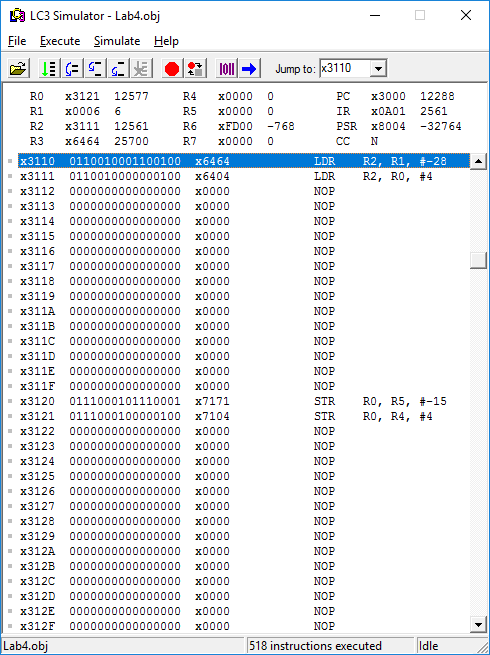 LC3 Simulator - Lab4.obj
File Execute Simulate Help
Jump to: x3110
R0 x3121 12577 R4 x0000 0 PC x3000 12288
R1 x0006 6 R5 x0000 0 IR x0A01 2561
R2 x3111 12561 R6 xFD00 -768 PSR x8004 -32764
R3 x6464 25700 R7 x0000 0 CC N
x3110 0110010001100100 x6464 LDR R2, R1, #-28
x3111 0110010000000100 x6404 LDR R2, R0, #4
x3112 0000000000000000 x0000 NOP
x3113 0000000000000000 x0000 NOP
x3114 0000000000000000 x0000 NOP
x3115 0000000000000000 x0000 NOP
x3116 0000000000000000 x0000 NOP
x3117 0000000000000000 x0000 NOP
x3118 0000000000000000 x0000 NOP
x3119 0000000000000000 x0000 NOP
x311A 0000000000000000 x0000 NOP
x311B 0000000000000000 x0000 NOP
x311C 0000000000000000 x0000 NOP
x311D 0000000000000000 x0000 NOP
x311E 0000000000000000 x0000 NOP
x311F 0000000000000000 x0000 NOP
x3120 0111000101110001 x7171 STR R0, R5, #-15
x3121 0111000100000100 x7104 STR R0, R4, #4
x3122 0000000000000000 x0000 NOP
x3123 0000000000000000 x0000 NOP
x3124 0000000000000000 x0000 NOP
x3125 0000000000000000 x0000 NOP
x3126 0000000000000000 x0000 NOP
x3127 0000000000000000 x0000 NOP
x3128 0000000000000000 x0000 NOP
x3129 0000000000000000 x0000 NOP
x312A 0000000000000000 x0000 NOP
x312B 0000000000000000 x0000 NOP
x312C 0000000000000000 x0000 NOP
x312D 0000000000000000 x0000 NOP
x312E 0000000000000000 x0000 NOP
x312F 0000000000000000 x0000 NOP
Lab4.obj 518 instructions executed Idle